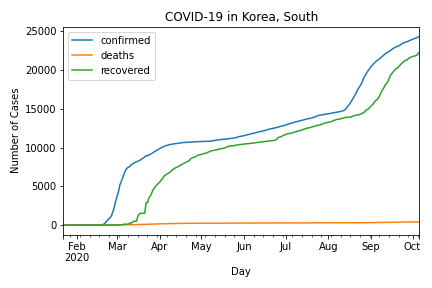 COVID-19 in Korea, South
confirmed
deaths
recovered
Number of Cases
25000
20000
15000
10000
5000
0
Feb Mar Apr May Jun Jul Aug Sep Oct
2020
Day